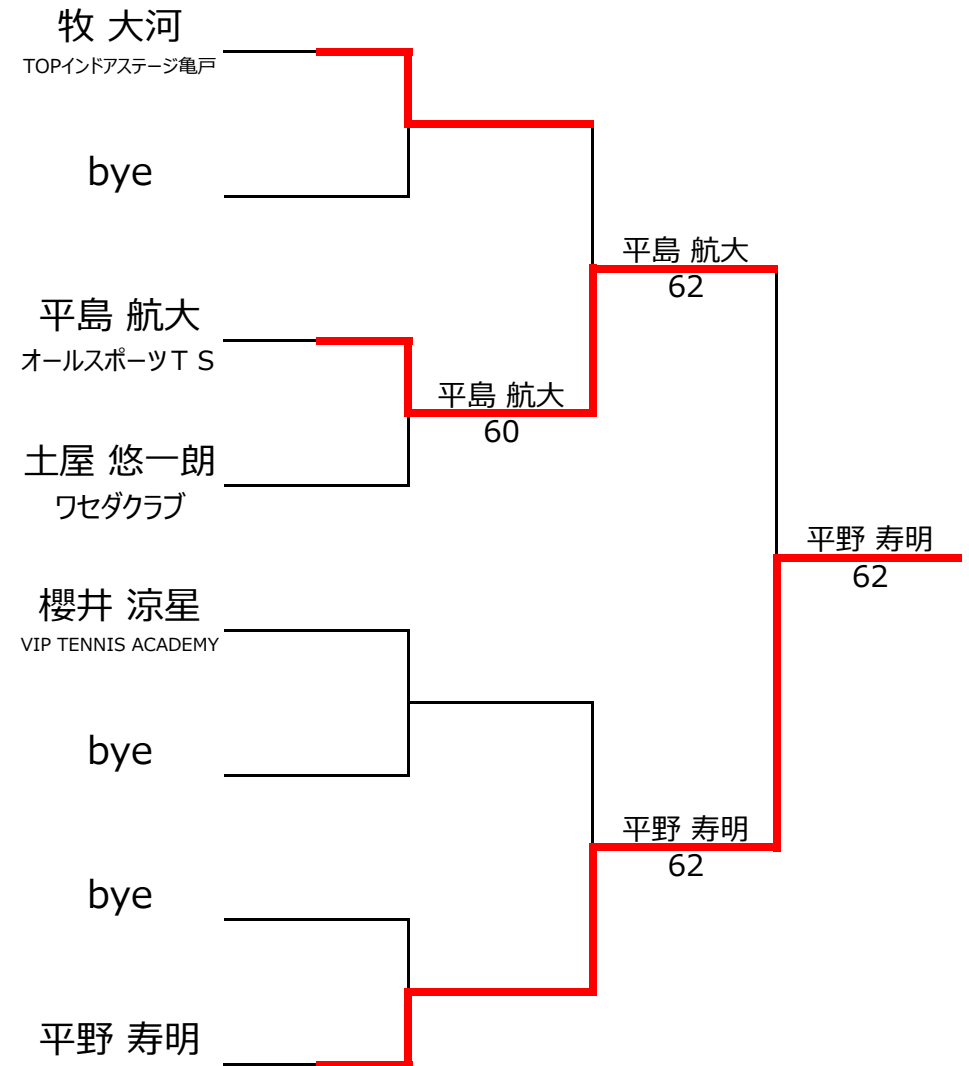 牧 大河
TOPインドアステージ亀戸
bye
平島 航大
62
平島 航大
オールスポーツＴＳ
平島 航大
60
土屋 悠一朗
ワセダクラブ
平野 寿明
62
櫻井 涼星
VIP TENNIS ACADEMY
bye
平野 寿明
62
bye
平野 寿明